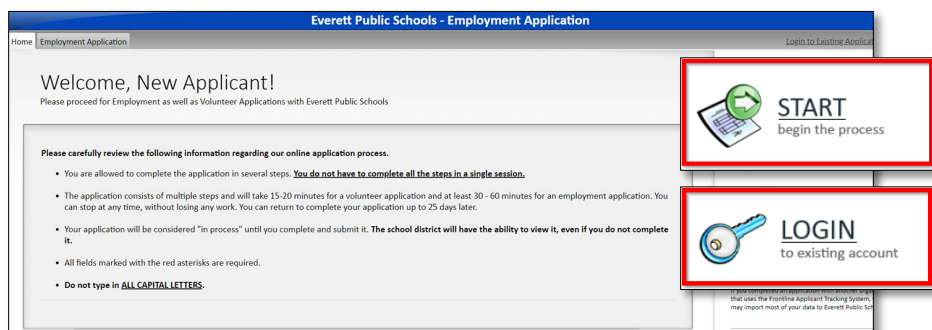 Everett Public Schools - Employment Application
Home Employment Application Login to Existing
Welcome, New Applicant!
Please proceed for Employment as well as Volunteer Applications with Everett Public Schools
START
begin the process
Please carefully review the following information regarding our online application process.
• You are allowed to complete the application in several steps. You do not have to complete all the steps in a single session.
• The application consists of multiple steps and will take 15-20 minutes for a volunteer application and at least 30 - 60 minutes for an employment application. You
can stop at any time, without losing any work. You can return to complete your application up to 25 days later.
• Your application will be considered "in process" until you complete and submit it. The school district will have the ability to view it, even if you do not complete
it.
• All fields marked with the red asterisks are required.
• Do not type in ALL CAPITAL LETTERS.
LOGIN
to existing account
If you completed an application with another
that uses the Frontline Applicant Tracking System,
may import most of your data to Everett Public